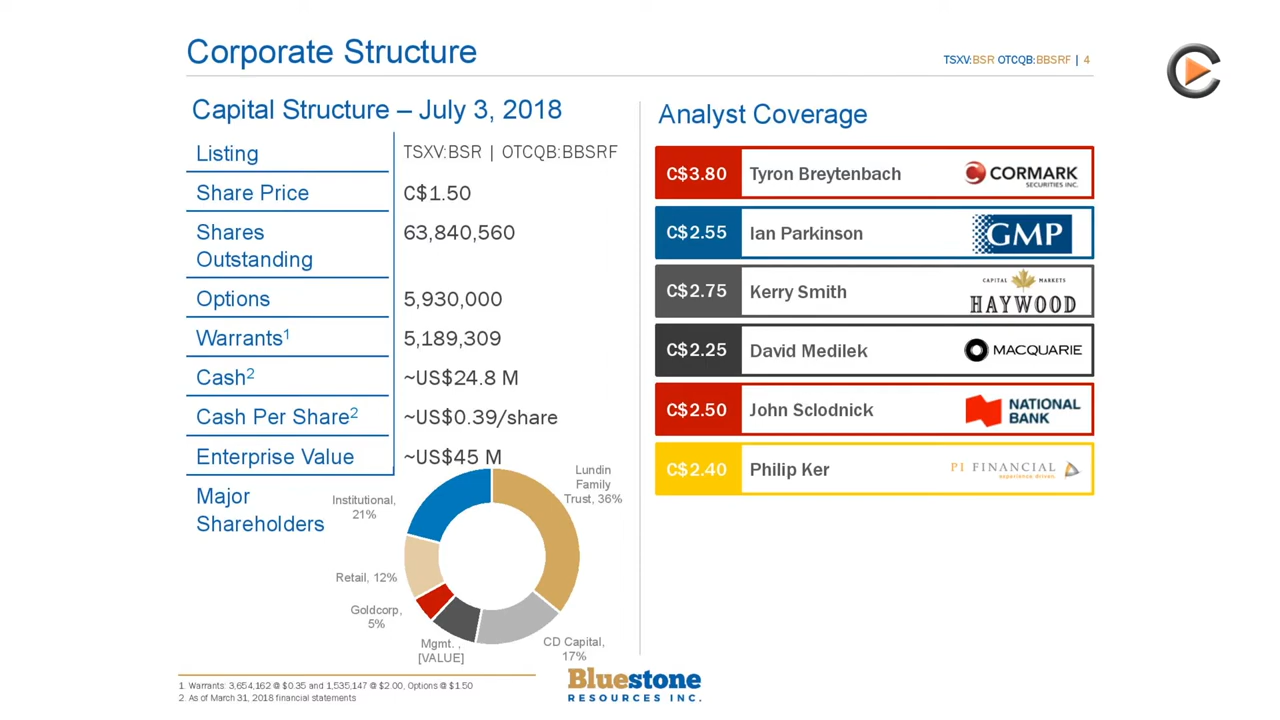 Corporate Structure
TSXV:BSR OTCQB:BBSRF | 4
Capital Structure – July 3, 2018
Listing
TSXV:BSR | OTCQB:BBSRF
Share Price
C$1.50
Shares
Outstanding
63,840,560
Options
5,930,000
Warrants1
5,189,309
Cash2
~US$24.8 M
Cash Per Share2
~US$0.39/share
Enterprise Value
~US$45 M
Major
Shareholders
Lundin
Family
Trust, 36%
Institutional,
21%
Retail, 12%
Goldcorp,
5%
Mgmt. ,
[VALUE]
CD Capital,
17%
Analyst Coverage
C$3.80
Tyron Breytenbach
CORMARK
SECURITIES INC.
C$2.55
Ian Parkinson
GMP
C$2.75
Kerry Smith
CAPITAL MARKETS
HAYWOOD
C$2.25
David Medilek
MACQUARIE
C$2.50
John Sclodnick
NATIONAL
BANK
C$2.40
Philip Ker
PI FINANCIAL
experience driven.
1. Warrants: 3,654,162 @ $0.35 and 1,535,147 @ $2.00, Options @ $1.50
2 As of March 31, 2018 financial statements
Bluestone
RESOURCES INC.